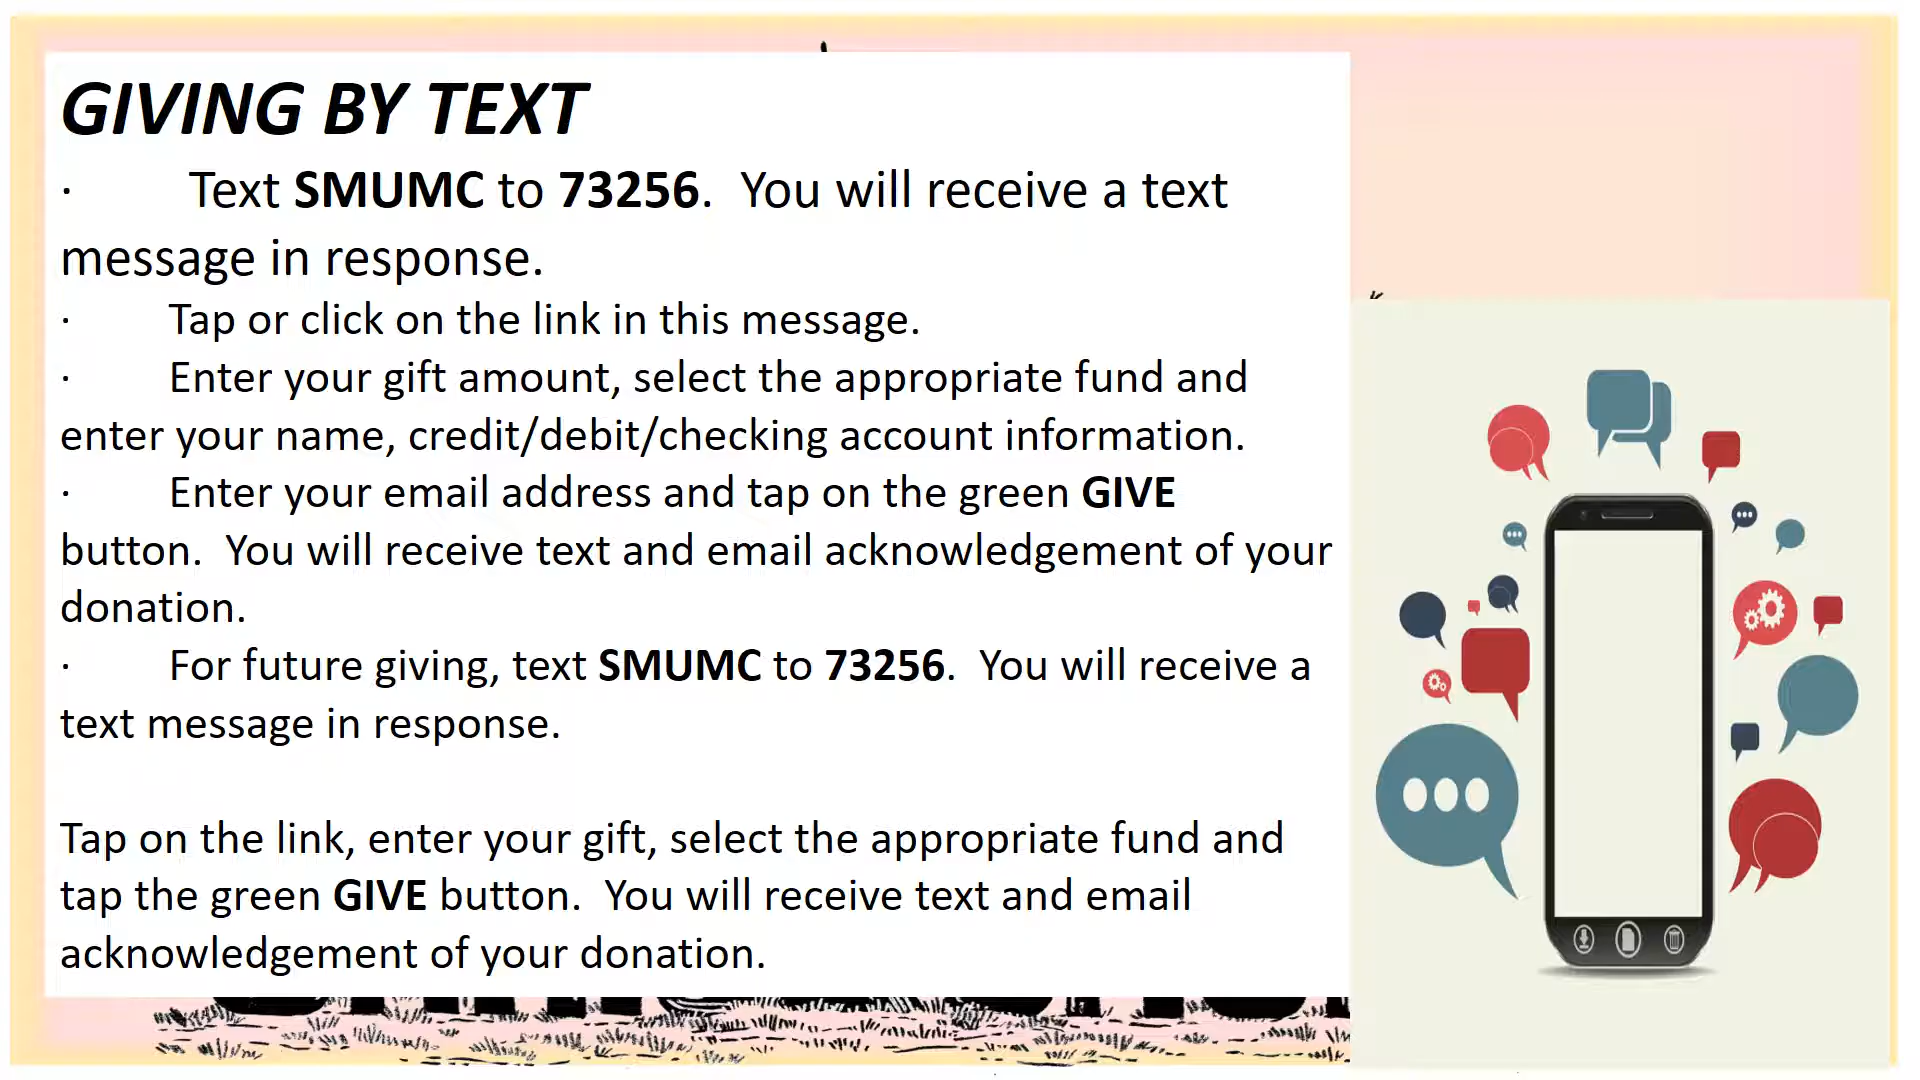 GIVING BY TEXT
· Text SMUMC to 73256. You will receive a text
message in response.
· Tap or click on the link in this message.
· Enter your gift amount, select the appropriate fund and
enter your name, credit/debit/checking account information.
· Enter your email address and tap on the green GIVE
button. You will receive text and email acknowledgement of your
donation.
· For future giving, text SMUMC to 73256. You will receive a
text message in response.
Tap on the link, enter your gift, select the appropriate fund and
tap the green GIVE button. You will receive text and email
acknowledgement of your donation.